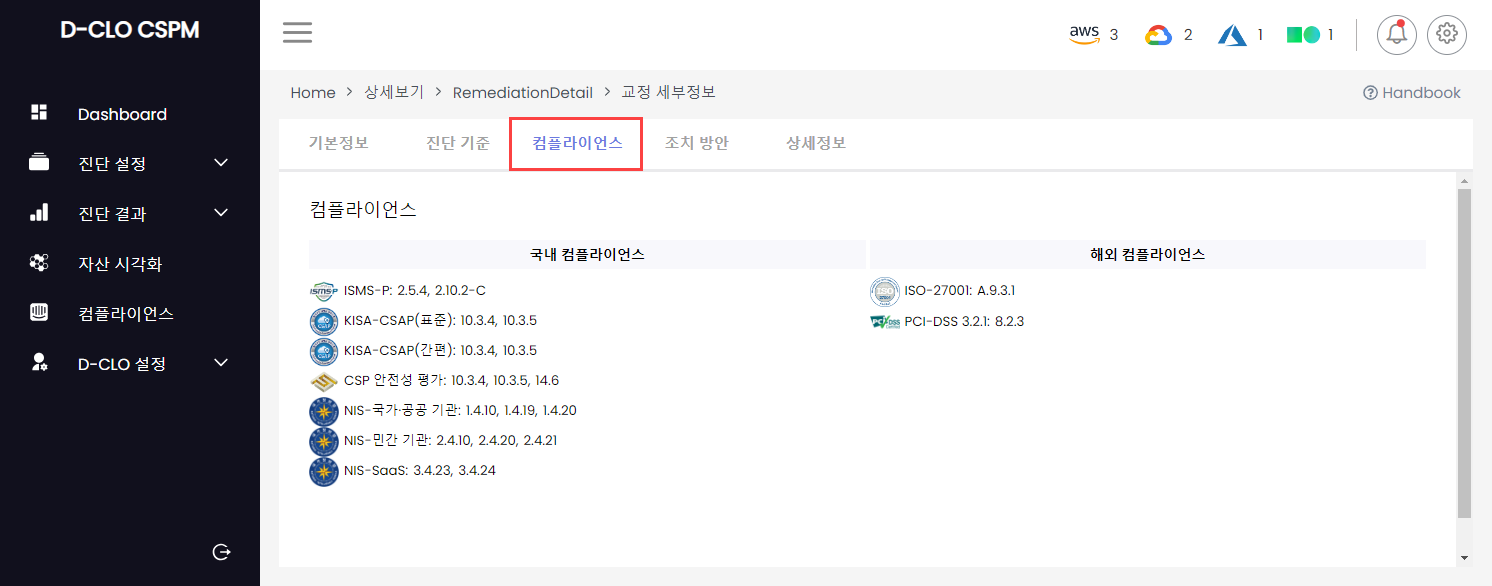 D-CLO CSPM
aws 3 2 1 1
Home > 상세보기 > RemediationDetail > 교정 세부정보
Handbook
Dashboard
진단 설정
진단 결과
자산 시각화
컴플라이언스
D-CLO 설정
기본정보 진단 기준 컴플라이언스 조치 방안 상세정보
컴플라이언스
국내 컴플라이언스
ISMS-P ISMS-P: 2.5.4, 2.10.2-C
CSAP KISA-CSAP(표준): 10.3.4, 10.3.5
CSAP KISA-CSAP(간편): 10.3.4, 10.3.5
CSP 안전성 평가: 10.3.4, 10.3.5, 14.6
NIS-국가·공공 기관: 1.4.10, 1.4.19, 1.4.20
NIS-민간 기관: 2.4.10, 2.4.20, 2.4.21
NIS-SaaS: 3.4.23, 3.4.24
해외 컴플라이언스
ISO ISO-27001: A.9.3.1
PCI DSS PCI-DSS 3.2.1: 8.2.3